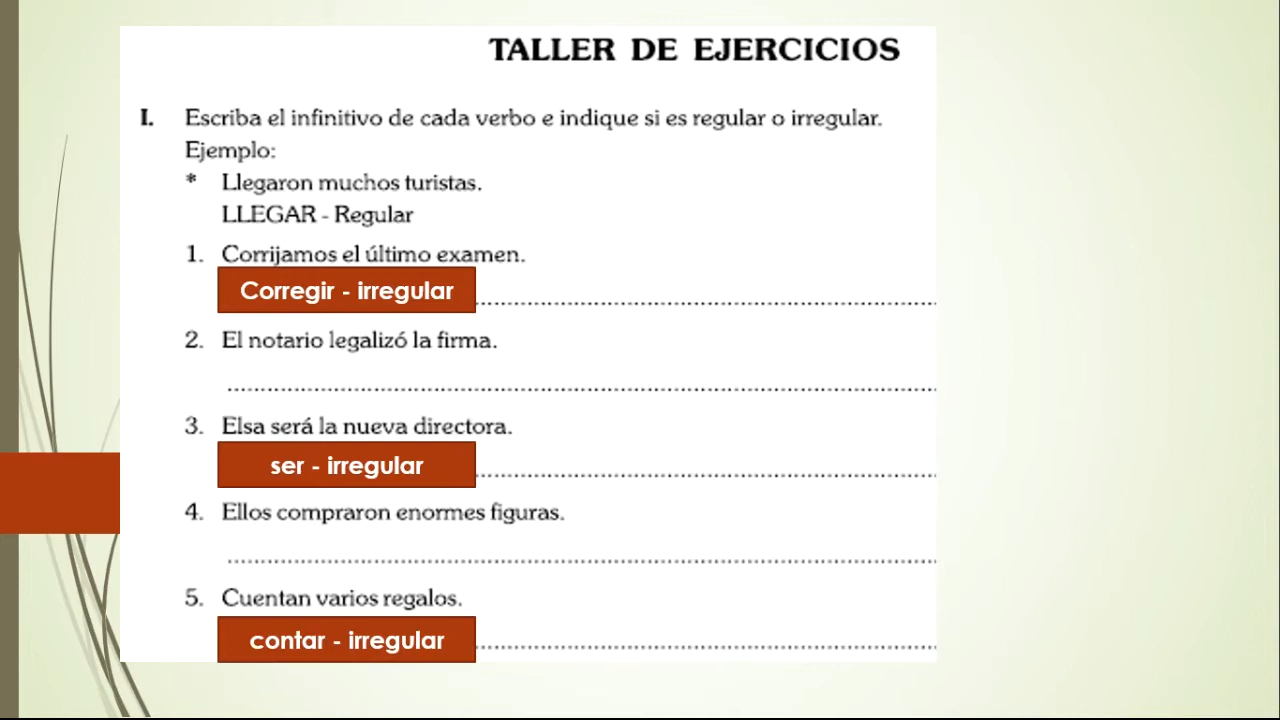 TALLER DE EJERCICIOS
I. Escriba el infinitivo de cada verbo e indique si es regular o irregular.
Ejemplo:
* Llegaron muchos turistas.
LLEGAR - Regular
1. Corrijamos el último examen.
Corregir - irregular
2. El notario legalizó la firma.
3. Elsa será la nueva directora.
ser - irregular
4. Ellos compraron enormes figuras.
5. Cuentan varios regalos.
contar - irregular